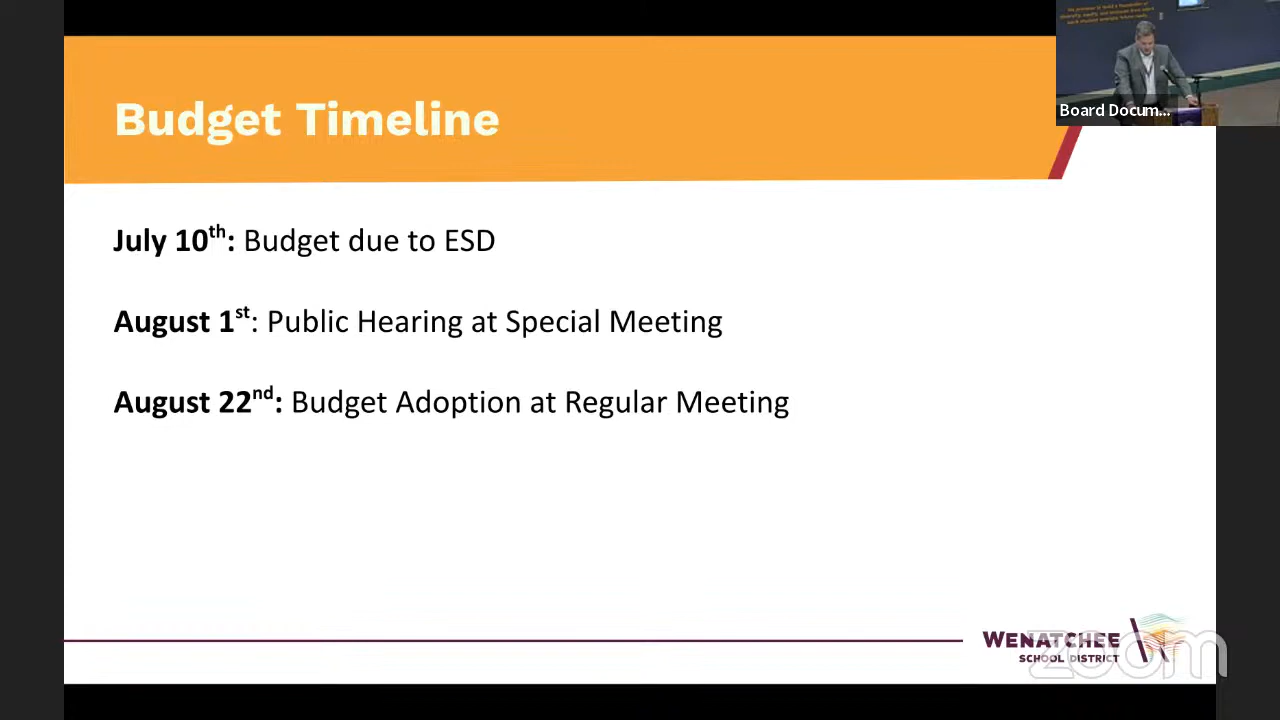 Budget Timeline
Board Docum...
July 10th: Budget due to ESD
August 1st: Public Hearing at Special Meeting
August 22nd: Budget Adoption at Regular Meeting
WENATCHEE
SCHOOL DISTRICT
zoom